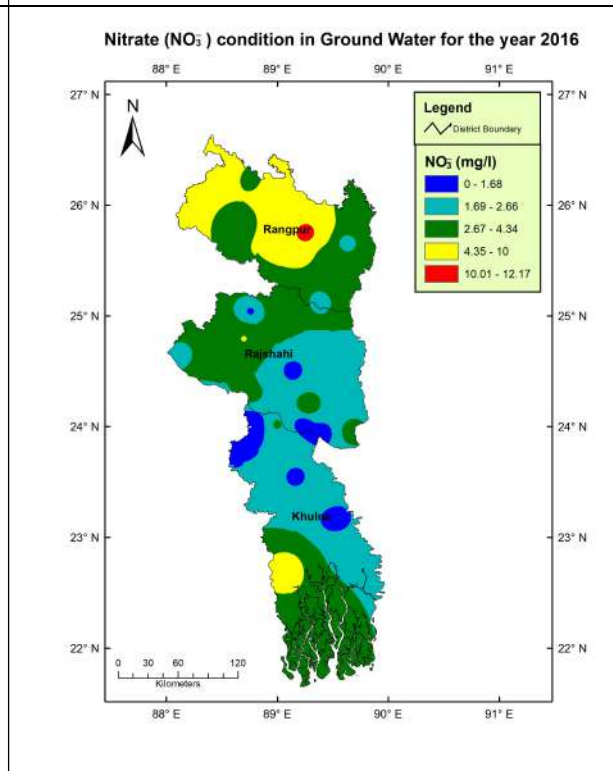 Nitrate (NO₃⁻) condition in Ground Water for the year 2016
88° E 89° E 90° E 91° E
27° N 27° N
N
Legend
District Boundary
NO₃⁻ (mg/l)
0 - 1.68
1.69 - 2.66
2.67 - 4.34
4.35 - 10
10.01 - 12.17
26° N 26° N
Rangpur
25° N 25° N
Rajshahi
24° N 24° N
23° N 23° N
Khulna
22° N 22° N
0 30 60 120
Kilometers
88° E 89° E 90° E 91° E